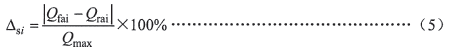 Δsi = |Qfai − Qrai| / Qmax × 100% ……………………………………（5）